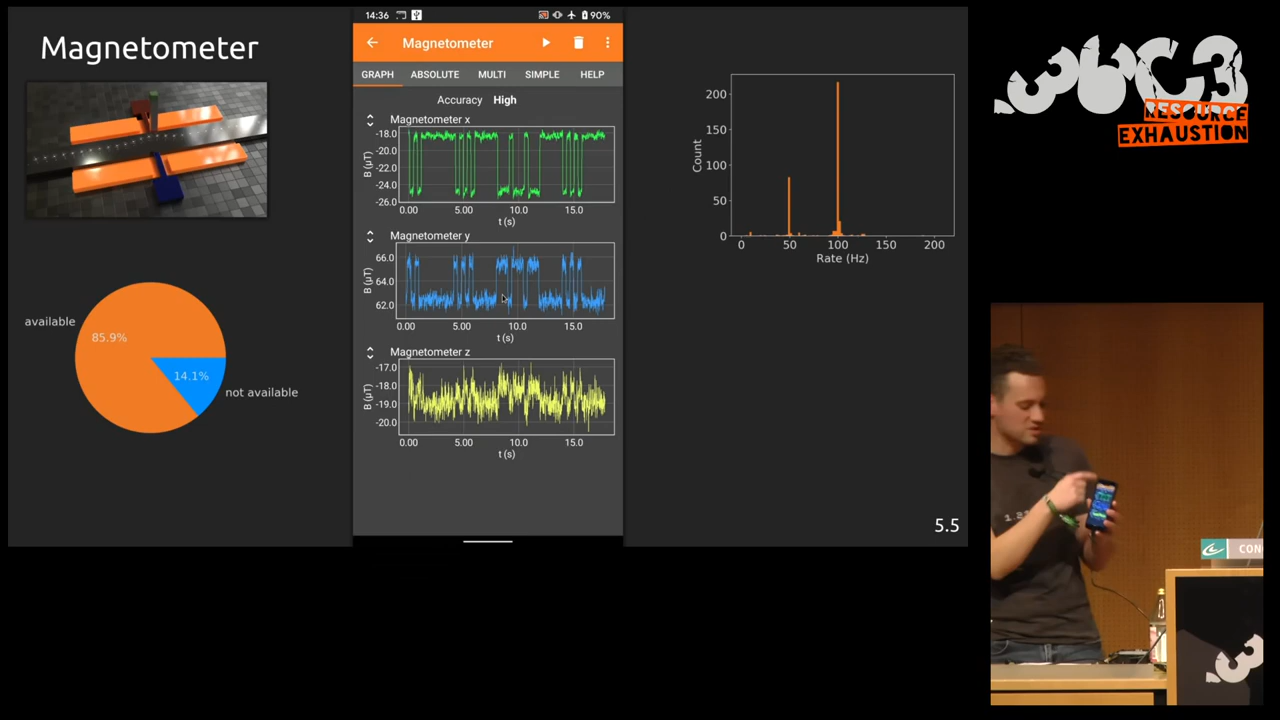 Magnetometer
available
85.9%
14.1%
not available
14:36
90%
Magnetometer
GRAPH ABSOLUTE MULTI SIMPLE HELP
Accuracy High
Magnetometer x
B (µT)
-18.0
-20.0
-22.0
-24.0
-26.0
0.00 5.00 10.0 15.0
t (s)
Magnetometer y
B (µT)
66.0
64.0
62.0
0.00 5.00 10.0 15.0
t (s)
Magnetometer z
B (µT)
-17.0
-18.0
-19.0
-20.0
0.00 5.00 10.0 15.0
t (s)
Count
200
150
100
50
0
0 50 100 150 200
Rate (Hz)
5.5
36C3
RESOURCE
EXHAUSTION
CON